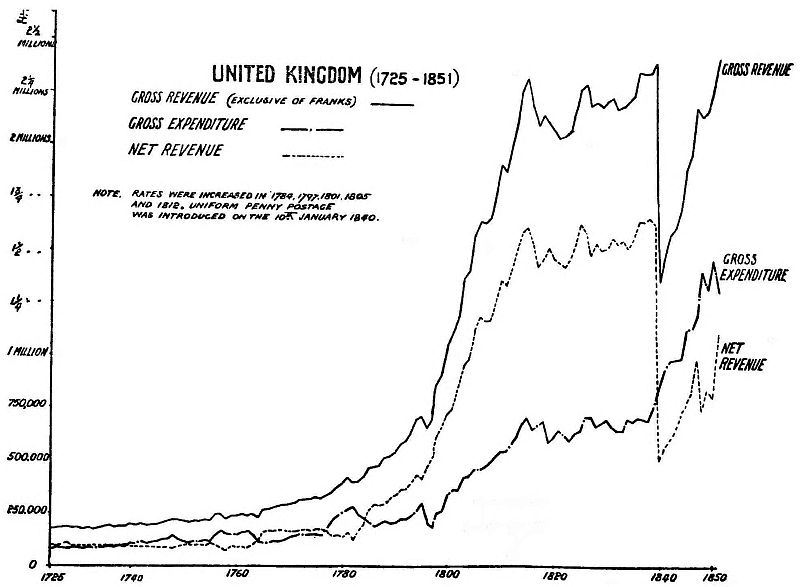 £
2½
MILLIONS
2¼
MILLIONS
2 MILLIONS
1¾ " "
1½ " "
1¼ " "
1 MILLION
750,000
500.000
250.000
0
UNITED KINGDOM (1725-1851)
GROSS REVENUE (EXCLUSIVE OF FRANKS)
GROSS EXPENDITURE
NET REVENUE
NOTE. RATES WERE INCREASED IN 1784, 1797, 1801, 1805
AND 1812. UNIFORM PENNY POSTAGE
WAS INTRODUCED ON THE 10TH JANUARY 1840.
GROSS REVENUE
GROSS
EXPENDITURE
NET
REVENUE
1725 1740 1760 1780 1800 1820 1840 1850